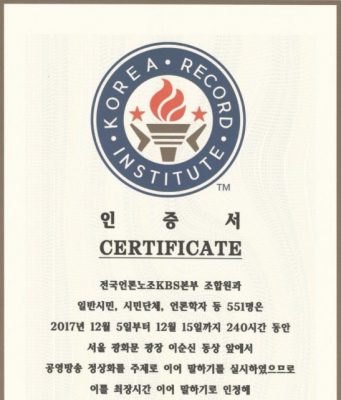 KOREA • RECORD
INSTITUTE
TM
인 증 서
CERTIFICATE
전국언론노조KBS본부 조합원과
일반시민, 시민단체, 언론학자 등 551명은
2017년 12월 5일부터 12월 15일까지 240시간 동안
서울 광화문 광장 이순신 동상 앞에서
공영방송 정상화를 주제로 이어 말하기를 실시하였으므로
이를 최장시간 이어 말하기로 인정해